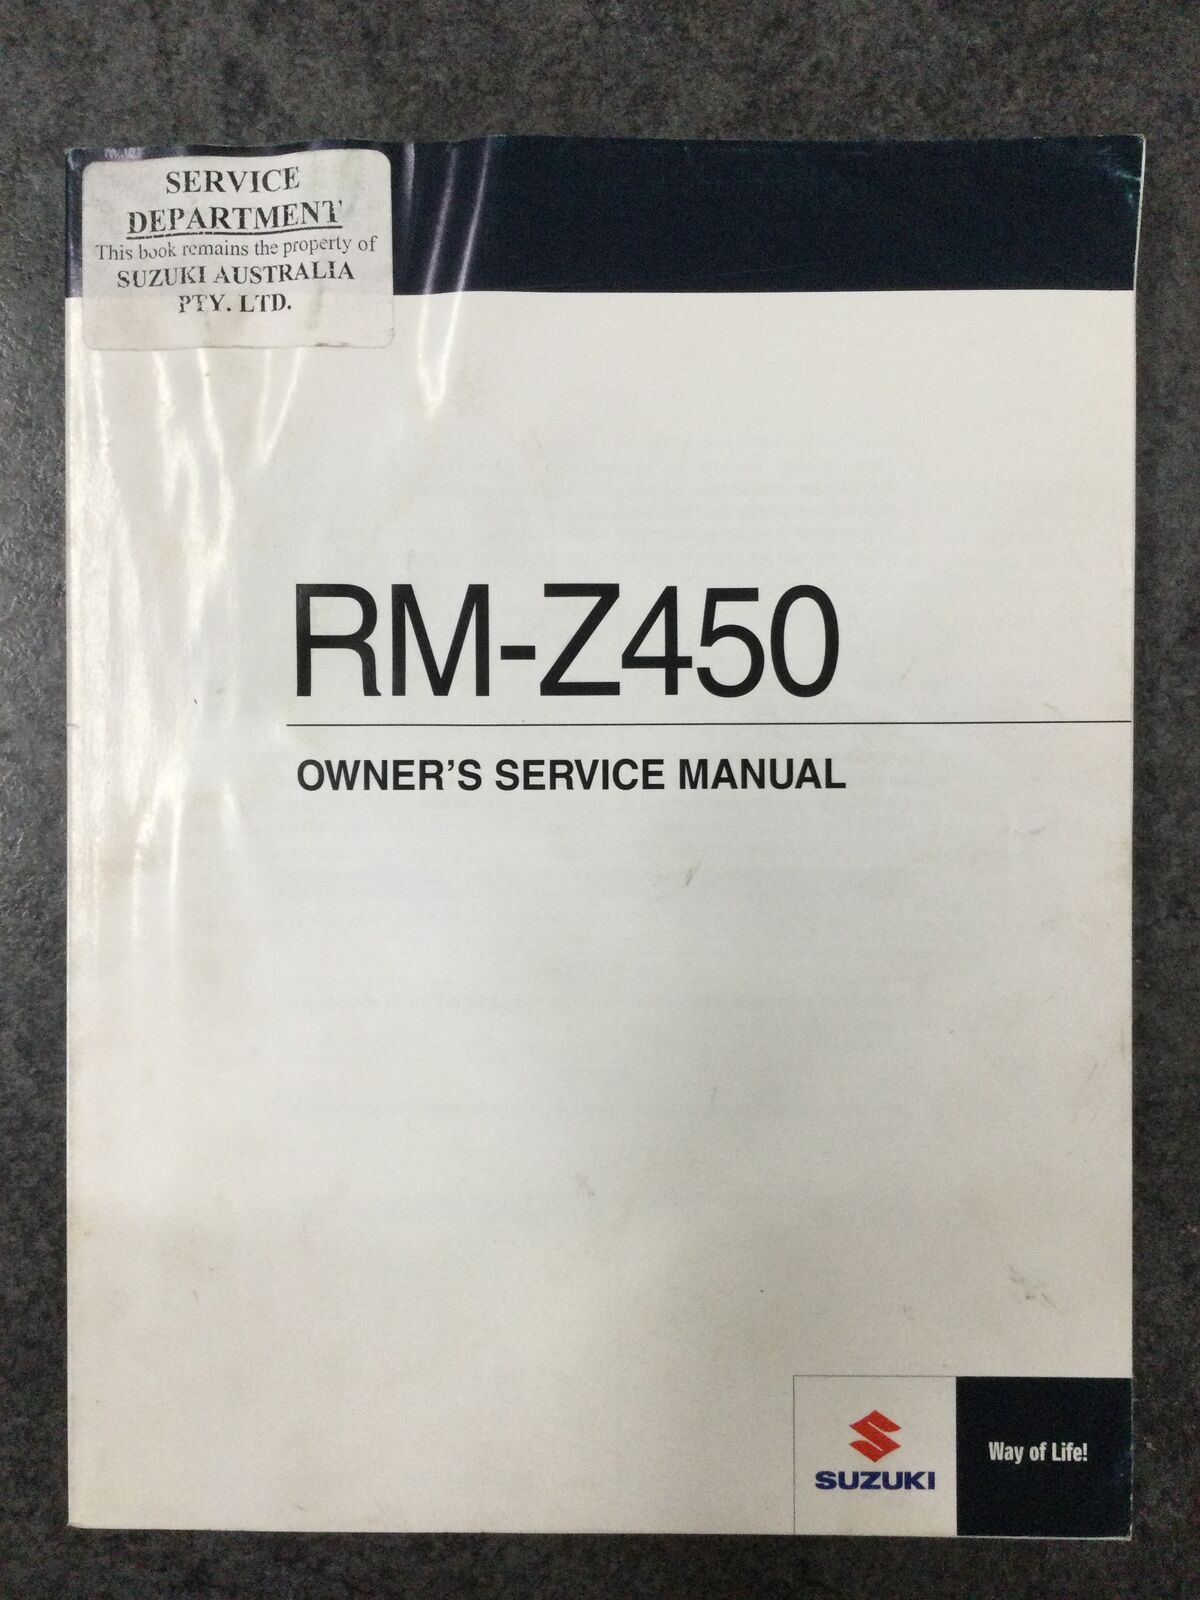 SERVICE
DEPARTMENT
This book remains the property of
SUZUKI AUSTRALIA
PTY. LTD.
RM-Z450
OWNER'S SERVICE MANUAL
SUZUKI
Way of Life!